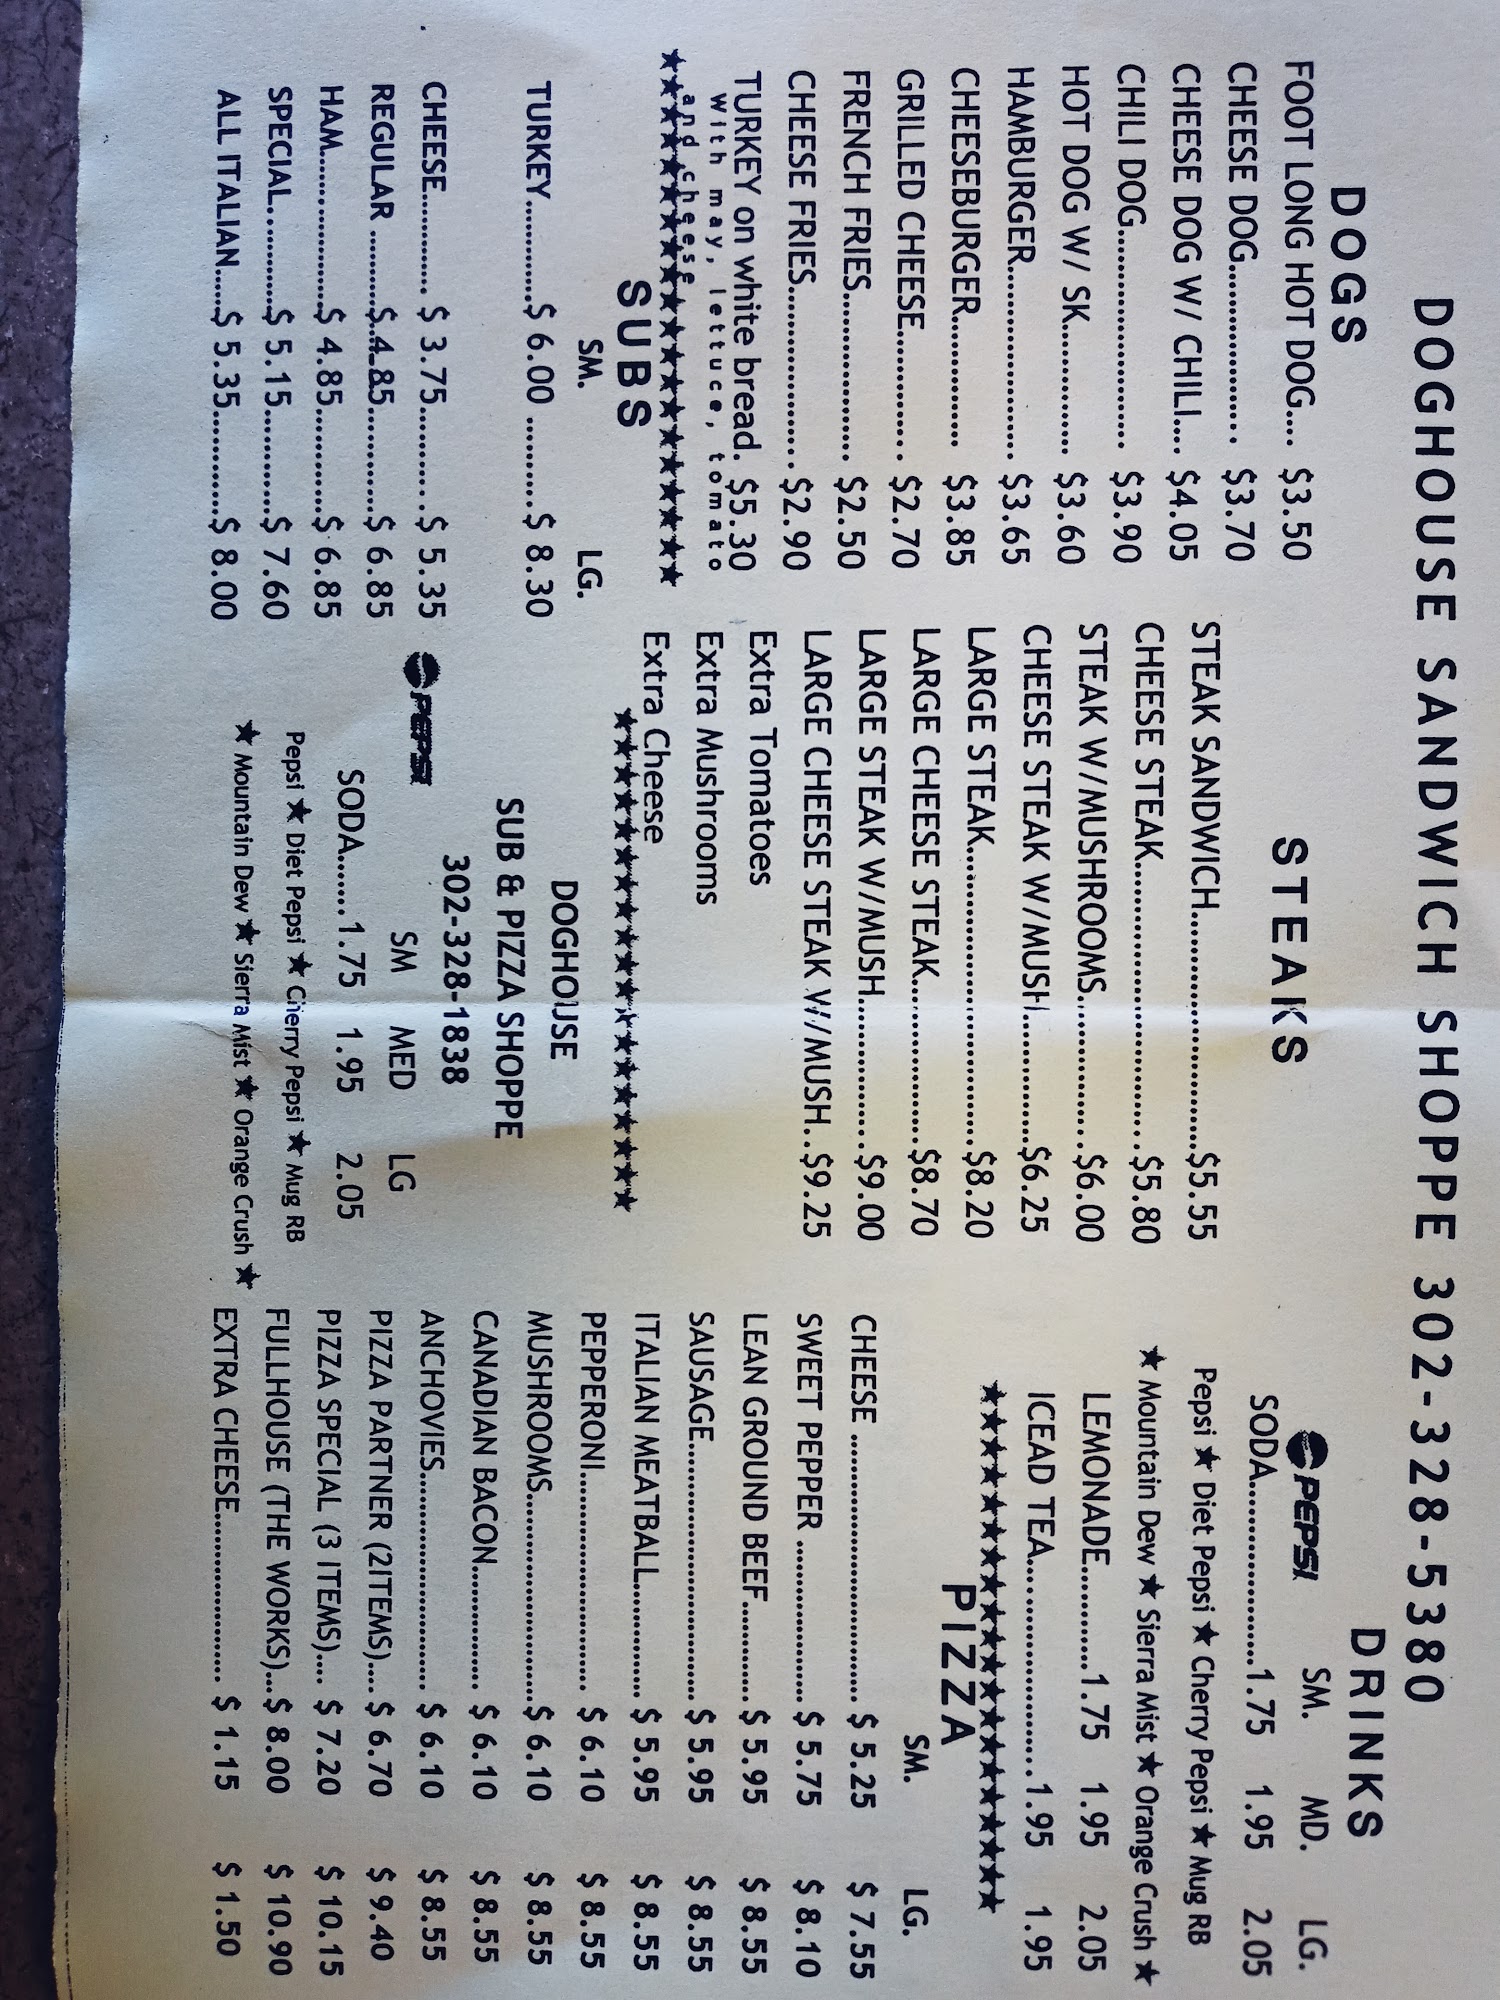 DOGHOUSE SANDWICH SHOPPE 302-328-5380
DOGS
FOOT LONG HOT DOG.... $3.50
CHEESE DOG................. $3.70
CHEESE DOG W/ CHILI.... $4.05
CHILI DOG..................... $3.90
HOT DOG W/ SK............ $3.60
HAMBURGER.................. $3.65
CHEESEBURGER............. $3.85
GRILLED CHEESE............ $2.70
FRENCH FRIES................ $2.50
CHEESE FRIES................. $2.90
TURKEY on white bread. $5.30
with may, lettuce, tomato
and cheese
SUBS
SM. LG.
TURKEY...........$ 6.00 .........$ 8.30
CHEESE............ $ 3.75...........$ 5.35
REGULAR ..........$.4.85...........$ 6.85
HAM................$ 4.85...........$ 6.85
SPECIAL............$ 5.15...........$ 7.60
ALL ITALIAN......$ 5.35...........$ 8.00
STEAKS
STEAK SANDWICH..........................$5.55
CHEESE STEAK...............................$5.80
STEAK W/MUSHROOMS..................$6.00
CHEESE STEAK W/MUSH...............$6.25
LARGE STEAK................................$8.20
LARGE CHEESE STEAK...................$8.70
LARGE STEAK W/MUSH.................$9.00
LARGE CHEESE STEAK W/MUSH...$9.25
Extra Tomatoes
Extra Mushrooms
Extra Cheese
★★★★★★★★★★★★★★★★★★★★★★
DOGHOUSE
SUB & PIZZA SHOPPE
302-328-1838
PEPSI
SM MED LG
SODA......1.75 1.95 2.05
Pepsi ★ Diet Pepsi ★ Cherry Pepsi ★ Mug RB
★ Mountain Dew ★ Sierra Mist ★ Orange Crush ★
DRINKS
PEPSI SM. MD. LG.
SODA...................1.75 1.95 2.05
Pepsi ★ Diet Pepsi ★ Cherry Pepsi ★ Mug RB
★ Mountain Dew ★ Sierra Mist ★ Orange Crush ★
LEMONADE...........1.75 1.95 2.05
ICEAD TEA.....................1.95 1.95
★★★★★★★★★★★★★★★★★★★★★★★
PIZZA
SM. LG.
CHEESE .............................. $ 5.25 $ 7.55
SWEET PEPPER .................. $ 5.75 $ 8.10
LEAN GROUND BEEF........... $ 5.95 $ 8.55
SAUSAGE............................ $ 5.95 $ 8.55
ITALIAN MEATBALL............. $ 5.95 $ 8.55
PEPPERONI......................... $ 6.10 $ 8.55
MUSHROOMS.......................$ 6.10 $ 8.55
CANADIAN BACON.............. $ 6.10 $ 8.55
ANCHOVIES........................ $ 6.10 $ 8.55
PIZZA PARTNER (2ITEMS).... $ 6.70 $ 9.40
PIZZA SPECIAL (3 ITEMS).... $ 7.20 $ 10.15
FULLHOUSE (THE WORKS)...$ 8.00 $ 10.90
EXTRA CHEESE.................. $ 1.15 $ 1.50